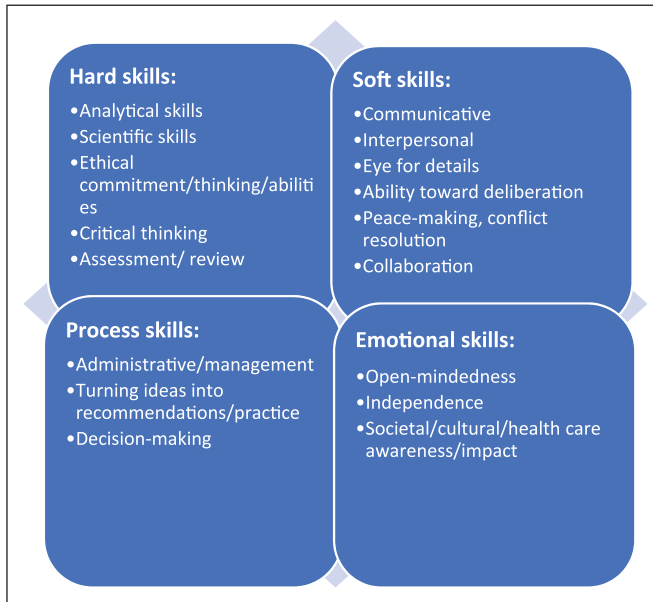 Hard skills:
•Analytical skills
•Scientific skills
•Ethical
commitment/thinking/abiliti
es
•Critical thinking
•Assessment/ review
Soft skills:
•Communicative
•Interpersonal
•Eye for details
•Ability toward deliberation
•Peace-making, conflict
resolution
•Collaboration
Process skills:
•Administrative/management
•Turning ideas into
recommendations/practice
•Decision-making
Emotional skills:
•Open-mindedness
•Independence
•Societal/cultural/health care
awareness/impact